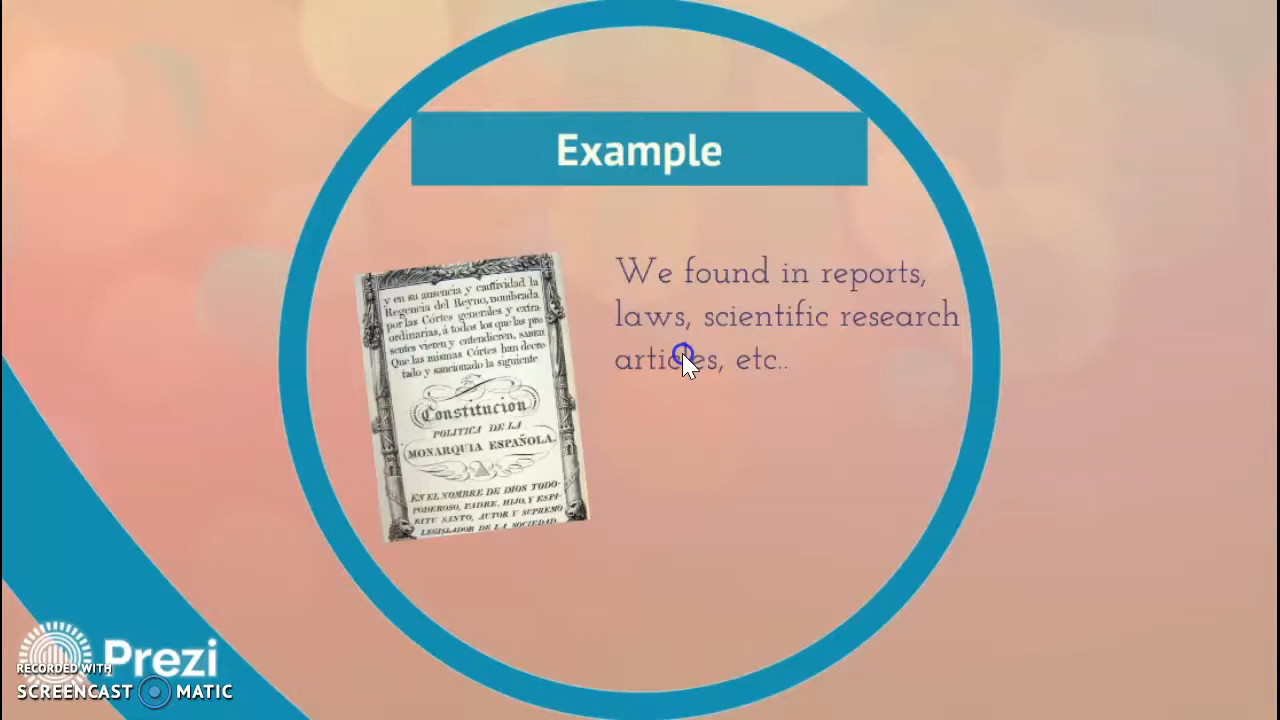 Example
We found in reports,
laws, scientific research
articles, etc..
y en su ausencia y cautividad la
Regencia del Reyno, nombrada
por las Córtes generales y extra-
ordinarias, á todos los que las pre
sentes vieren y entendieren, SABED:
Que las mismas Córtes han decre-
tado y sancionado la siguiente
Constitucion
POLITICA DE LA
MONARQUIA ESPAÑOLA.
EN EL NOMBRE DE DIOS TODO-
PODEROSO, PADRE, HIJO, Y ESPI-
RITU SANTO, AUTOR Y SUPREMO
LEGISLADOR DE LA SOCIEDAD.
Prezi
RECORDED WITH
SCREENCAST MATIC